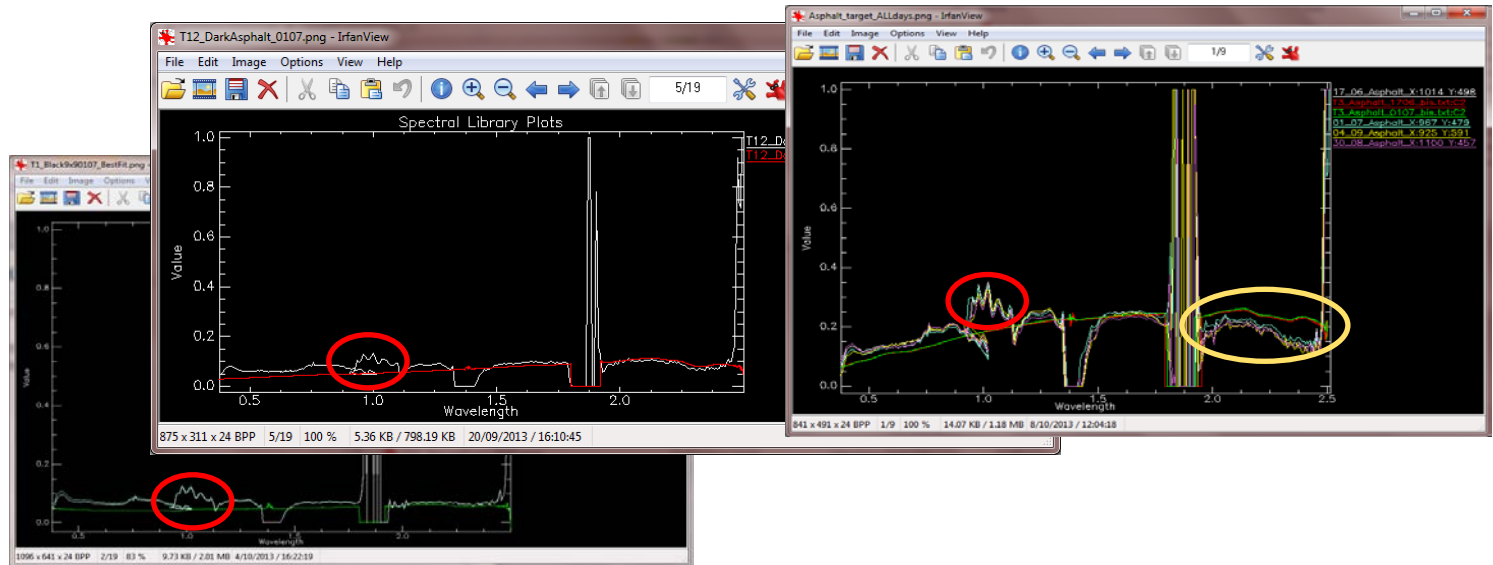 T1_Black9x90107_BestFit.png -
File Edit Image Options
1.0
0.8
0.6
0.4
0.2
0.0
Value
0.5 1.0 1.5 2.0
Wavelength
1096 x 641 x 24 BPP 2/19 83 % 9.73 KB / 2.01 MB 4/10/2013 / 16:22:19
T12_DarkAsphalt_0107.png - IrfanView
File Edit Image Options View Help
5/19
Spectral Library Plots
1.0
0.8
0.6
0.4
0.2
0.0
Value
0.5 1.0 1.5 2.0
Wavelength
T12_Da
T12_Da
875 x 311 x 24 BPP 5/19 100 % 5.36 KB / 798.19 KB 20/09/2013 / 16:10:45
Asphalt_target_ALLdays.png - IrfanView
File Edit Image Options View Help
1/9
1.0
0.8
0.6
0.4
0.2
0.0
Value
0.5 1.0 1.5 2.0 2.5
Wavelength
17_06_Asphalt_X:1014 Y:498
T3_Asphalt_1706_bis.txt:C2
T3_Asphalt_0107_bis.txt:C2
01_07_Asphalt_X:967 Y:479
04_09_Asphalt_X:925 Y:591
30_08_Asphalt_X:1100 Y:457
841 x 491 x 24 BPP 1/9 100 % 14.07 KB / 1.18 MB 8/10/2013 / 12:04:18